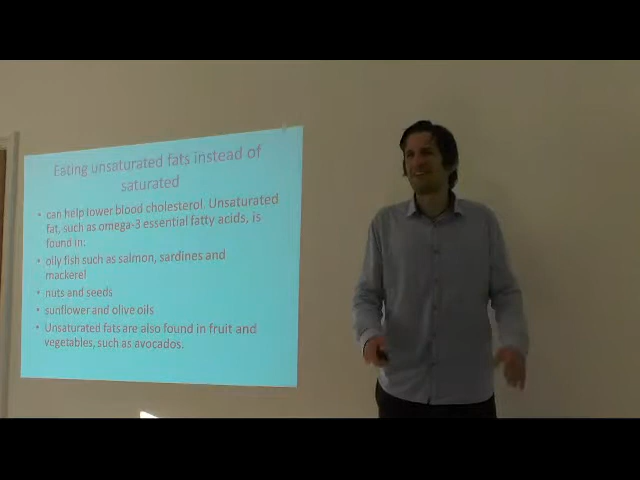 Eating unsaturated fats instead of
saturated
• can help lower blood cholesterol. Unsaturated
fat, such as omega-3 essential fatty acids, is
found in:
• oily fish such as salmon, sardines and
mackerel
• nuts and seeds
• sunflower and olive oils
• Unsaturated fats are also found in fruit and
vegetables, such as avocados.